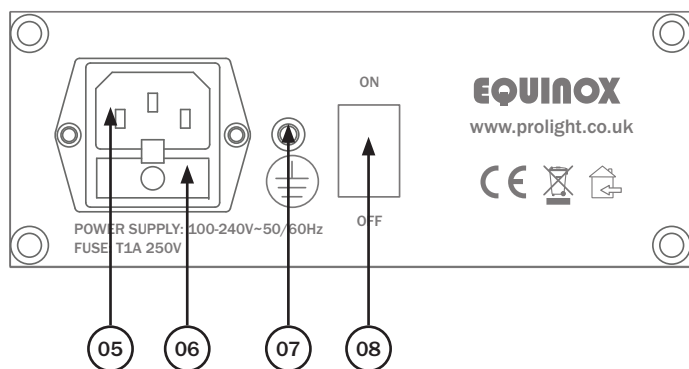 ON
EQUINOX
www.prolight.co.uk
CE
OFF
POWER SUPPLY: 100-240V~50/60Hz
FUSE: T1A 250V
05 06 07 08